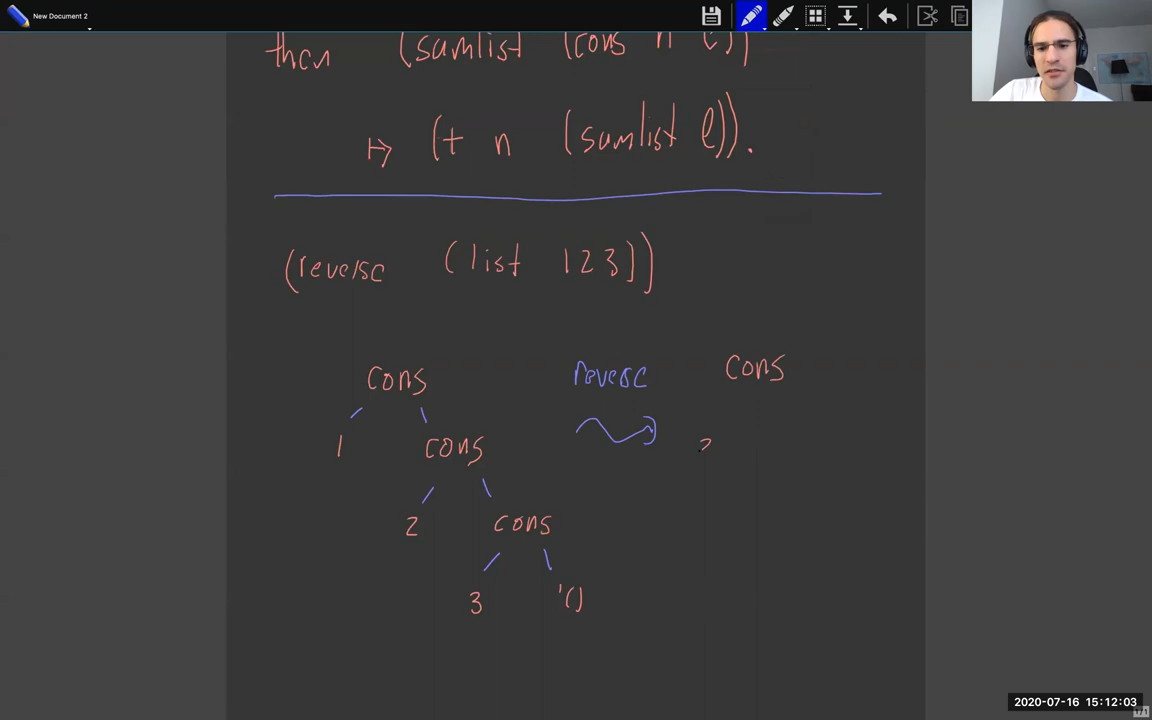 New Document 2
then (sumlist (cons n l))
↦ (+ n (sumlist l)).
(reverse (list 1 2 3))
cons reverse cons
1 cons
2 cons
3 '()
2020-07-16 15:12:03